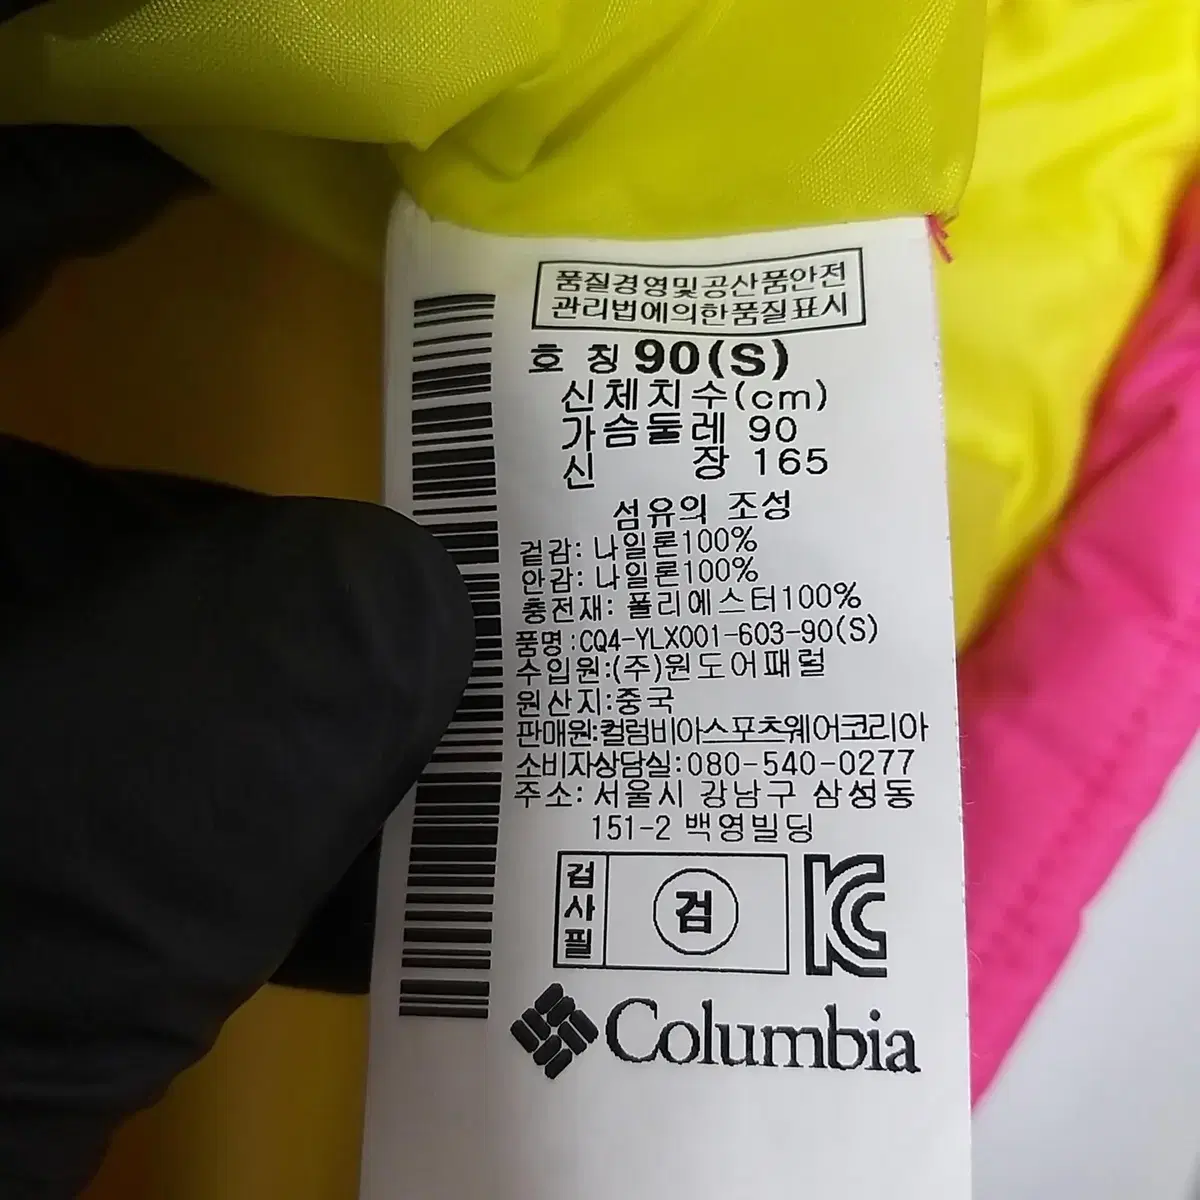 품질경영및공산품안전
관리법에의한품질표시
호 칭 90(S)
신체치수(cm)
가슴둘레 90
신 장 165
섬유의 조성
겉감: 나일론100%
안감: 나일론100%
충전재: 폴리에스터100%
품명:CQ4-YLX001-603-90(S)
수입원:(주)원도어패럴
원산지:중국
판매원:컬럼비아스포츠웨어코리아
소비자상담실:080-540-0277
주소: 서울시 강남구 삼성동
151-2 백영빌딩
검사필
검
Columbia